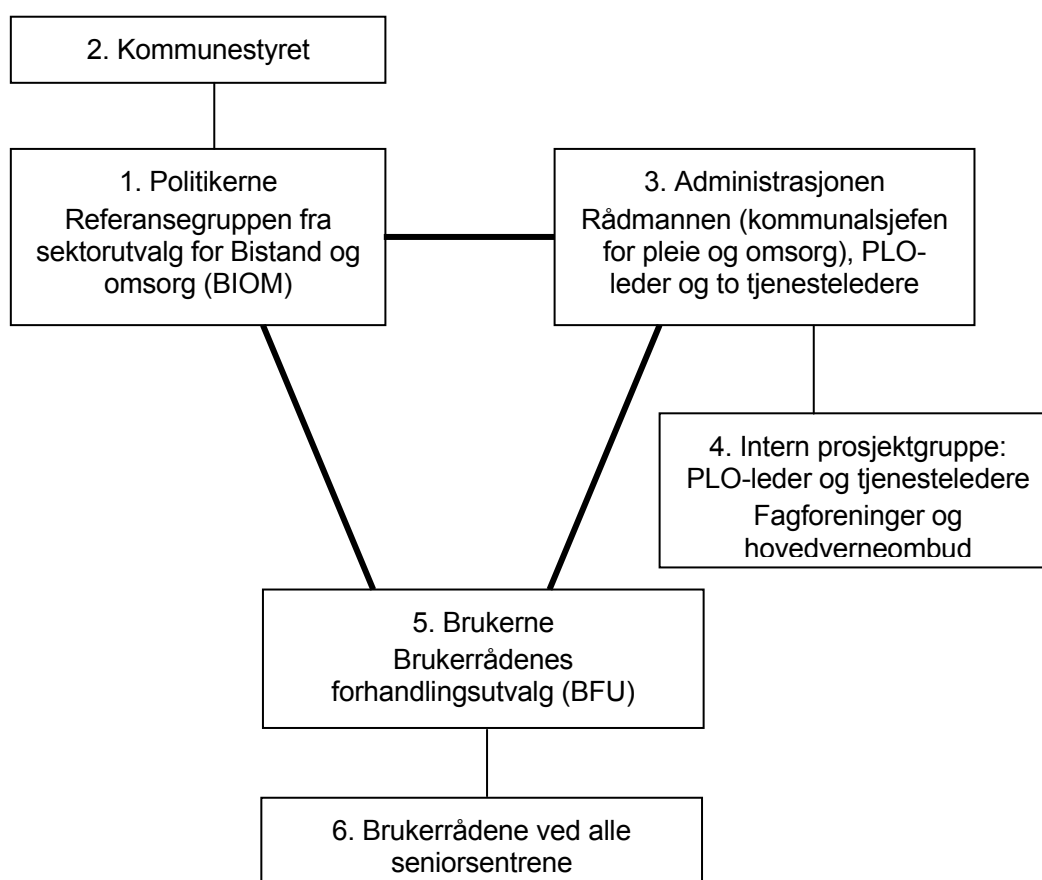 2. Kommunestyret
1. Politikerne
Referansegruppen fra
sektorutvalg for Bistand og
omsorg (BIOM)
3. Administrasjonen
Rådmannen (kommunalsjefen
for pleie og omsorg), PLO-
leder og to tjenesteledere
4. Intern prosjektgruppe:
PLO-leder og tjenesteledere
Fagforeninger og
hovedverneombud
5. Brukerne
Brukerrådenes
forhandlingsutvalg (BFU)
6. Brukerrådene ved alle
seniorsentrene